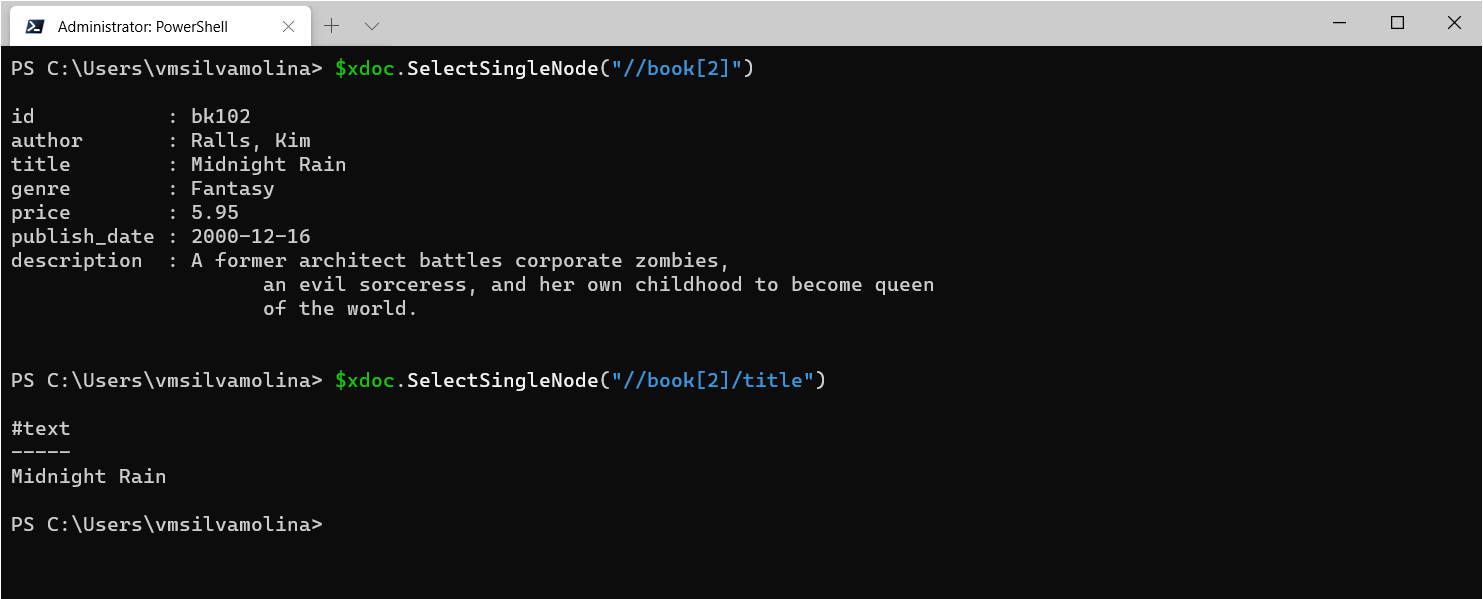 Administrator: PowerShell
PS C:\Users\vmsilvamolina> $xdoc.SelectSingleNode("//book[2]")
id           : bk102
author       : Ralls, Kim
title        : Midnight Rain
genre        : Fantasy
price        : 5.95
publish_date : 2000-12-16
description  : A former architect battles corporate zombies,
                     an evil sorceress, and her own childhood to become queen
                     of the world.
PS C:\Users\vmsilvamolina> $xdoc.SelectSingleNode("//book[2]/title")
#text
-----
Midnight Rain
PS C:\Users\vmsilvamolina>